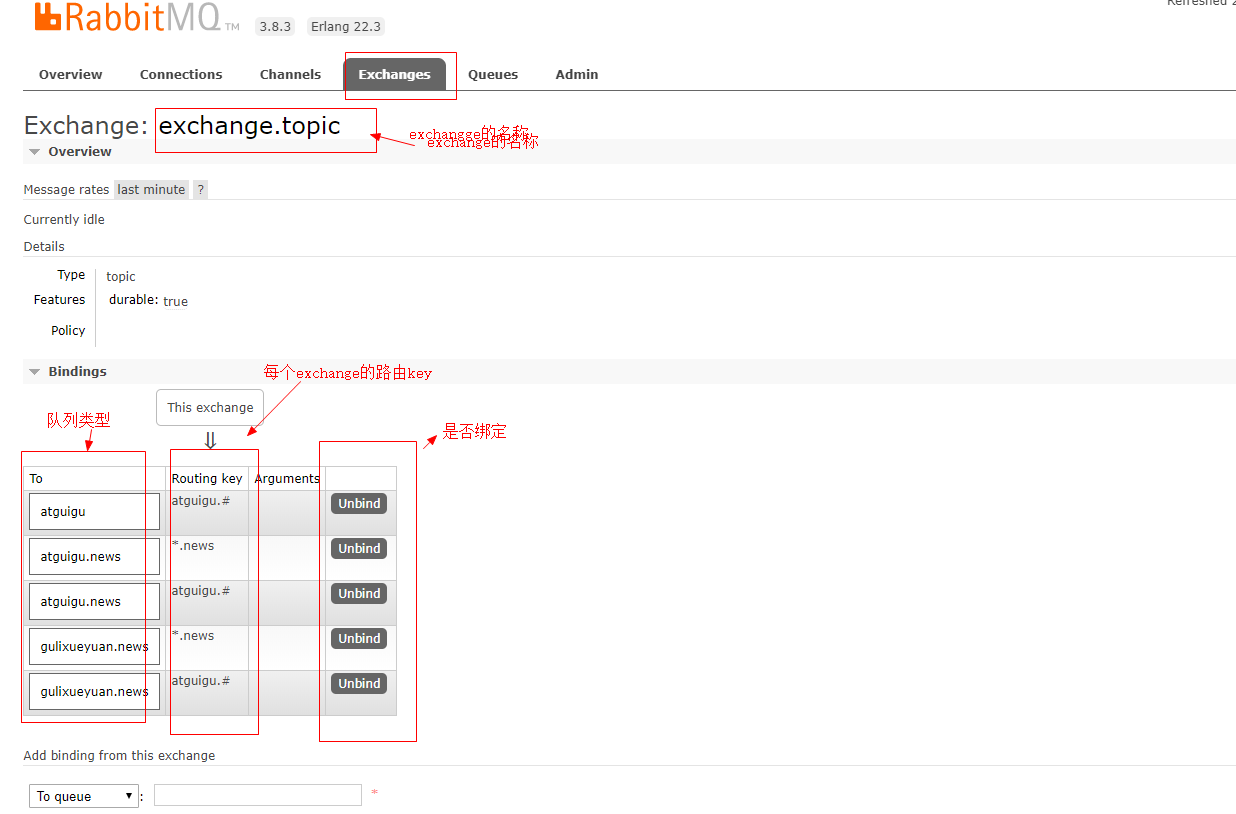 Refreshed 2
RabbitMQ TM 3.8.3 Erlang 22.3
Overview Connections Channels Exchanges Queues Admin
Exchange: exchange.topic
exchangge的名称
exchange的名称
Overview
Message rates last minute ?
Currently idle
Details
Type topic
Features durable: true
Policy
Bindings
每个exchange的路由key
This exchange
队列类型
是否绑定
⇓
To Routing key Arguments
atguigu atguigu.# Unbind
atguigu.news *.news Unbind
atguigu.news atguigu.# Unbind
gulixueyuan.news *.news Unbind
gulixueyuan.news atguigu.# Unbind
Add binding from this exchange
To queue : *